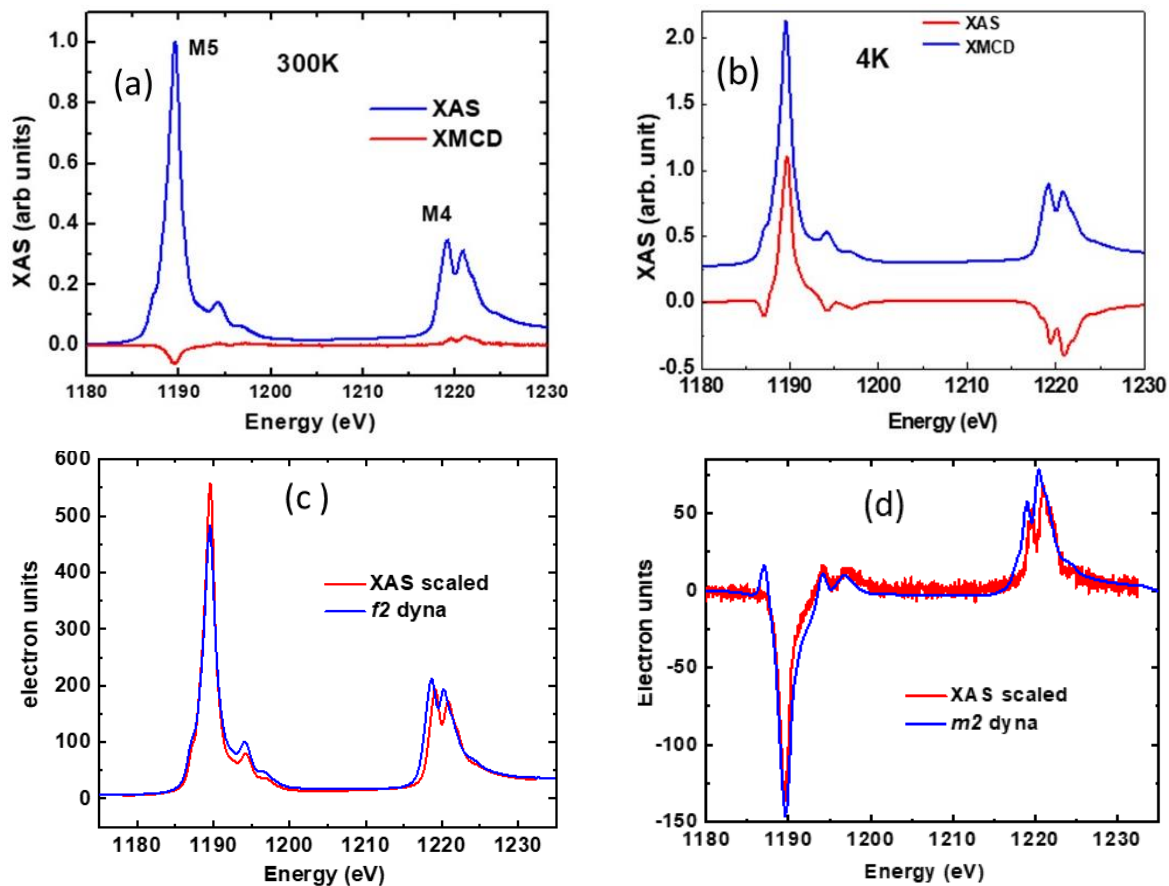 (a)
300K
M5
M4
XAS
XMCD
XAS (arb units)
1.0
0.8
0.6
0.4
0.2
0.0
1180 1190 1200 1210 1220 1230
Energy (eV)
(b)
4K
XAS
XMCD
XAS (arb. unit)
2.0
1.5
1.0
0.5
0.0
-0.5
1180 1190 1200 1210 1220 1230
Energy (eV)
(c )
XAS scaled
f2 dyna
electron units
600
500
400
300
200
100
0
1180 1190 1200 1210 1220 1230
Energy (eV)
(d)
XAS scaled
m2 dyna
Electron units
50
0
-50
-100
-150
1180 1190 1200 1210 1220 1230
Energy (eV)